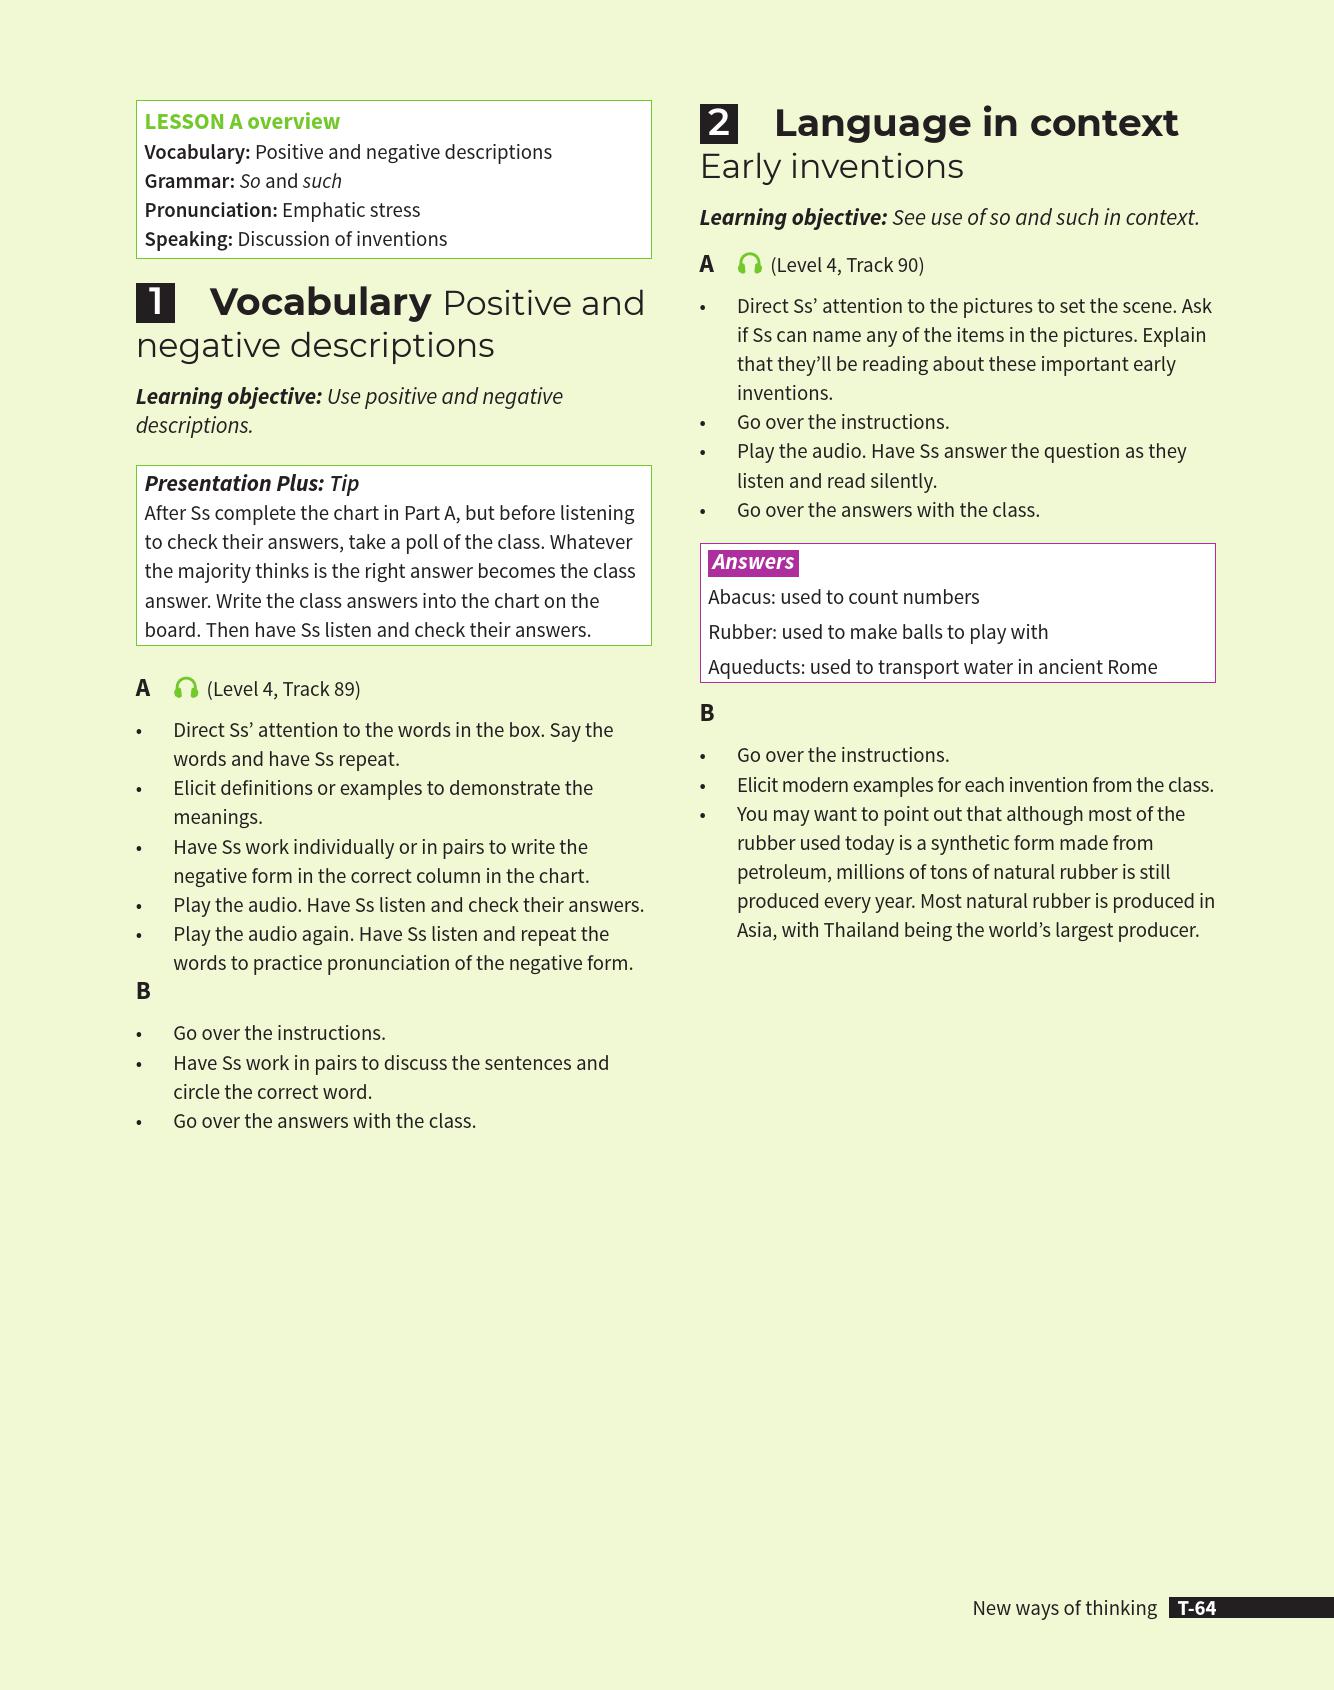 LESSON A overview
Vocabulary: Positive and negative descriptions
Grammar: So and such
Pronunciation: Emphatic stress
Speaking: Discussion of inventions
1 Vocabulary Positive and
negative descriptions
Learning objective: Use positive and negative
descriptions.
Presentation Plus: Tip
After Ss complete the chart in Part A, but before listening
to check their answers, take a poll of the class. Whatever
the majority thinks is the right answer becomes the class
answer. Write the class answers into the chart on the
board. Then have Ss listen and check their answers.
A (Level 4, Track 89)
• Direct Ss’ attention to the words in the box. Say the
words and have Ss repeat.
• Elicit definitions or examples to demonstrate the
meanings.
• Have Ss work individually or in pairs to write the
negative form in the correct column in the chart.
• Play the audio. Have Ss listen and check their answers.
• Play the audio again. Have Ss listen and repeat the
words to practice pronunciation of the negative form.
B
• Go over the instructions.
• Have Ss work in pairs to discuss the sentences and
circle the correct word.
• Go over the answers with the class.
2 Language in context
Early inventions
Learning objective: See use of so and such in context.
A (Level 4, Track 90)
• Direct Ss’ attention to the pictures to set the scene. Ask
if Ss can name any of the items in the pictures. Explain
that they’ll be reading about these important early
inventions.
• Go over the instructions.
• Play the audio. Have Ss answer the question as they
listen and read silently.
• Go over the answers with the class.
Answers
Abacus: used to count numbers
Rubber: used to make balls to play with
Aqueducts: used to transport water in ancient Rome
B
• Go over the instructions.
• Elicit modern examples for each invention from the class.
• You may want to point out that although most of the
rubber used today is a synthetic form made from
petroleum, millions of tons of natural rubber is still
produced every year. Most natural rubber is produced in
Asia, with Thailand being the world’s largest producer.
New ways of thinking T-64